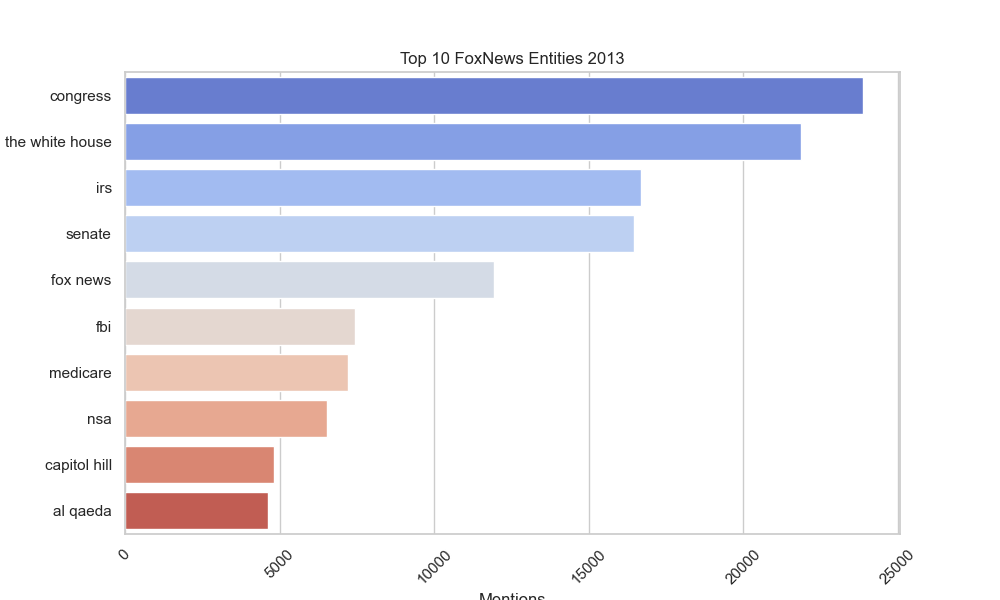 Top 10 FoxNews Entities 2013
congress
the white house
irs
senate
fox news
fbi
medicare
nsa
capitol hill
al qaeda
0
5000
10000
15000
20000
25000
Mentions